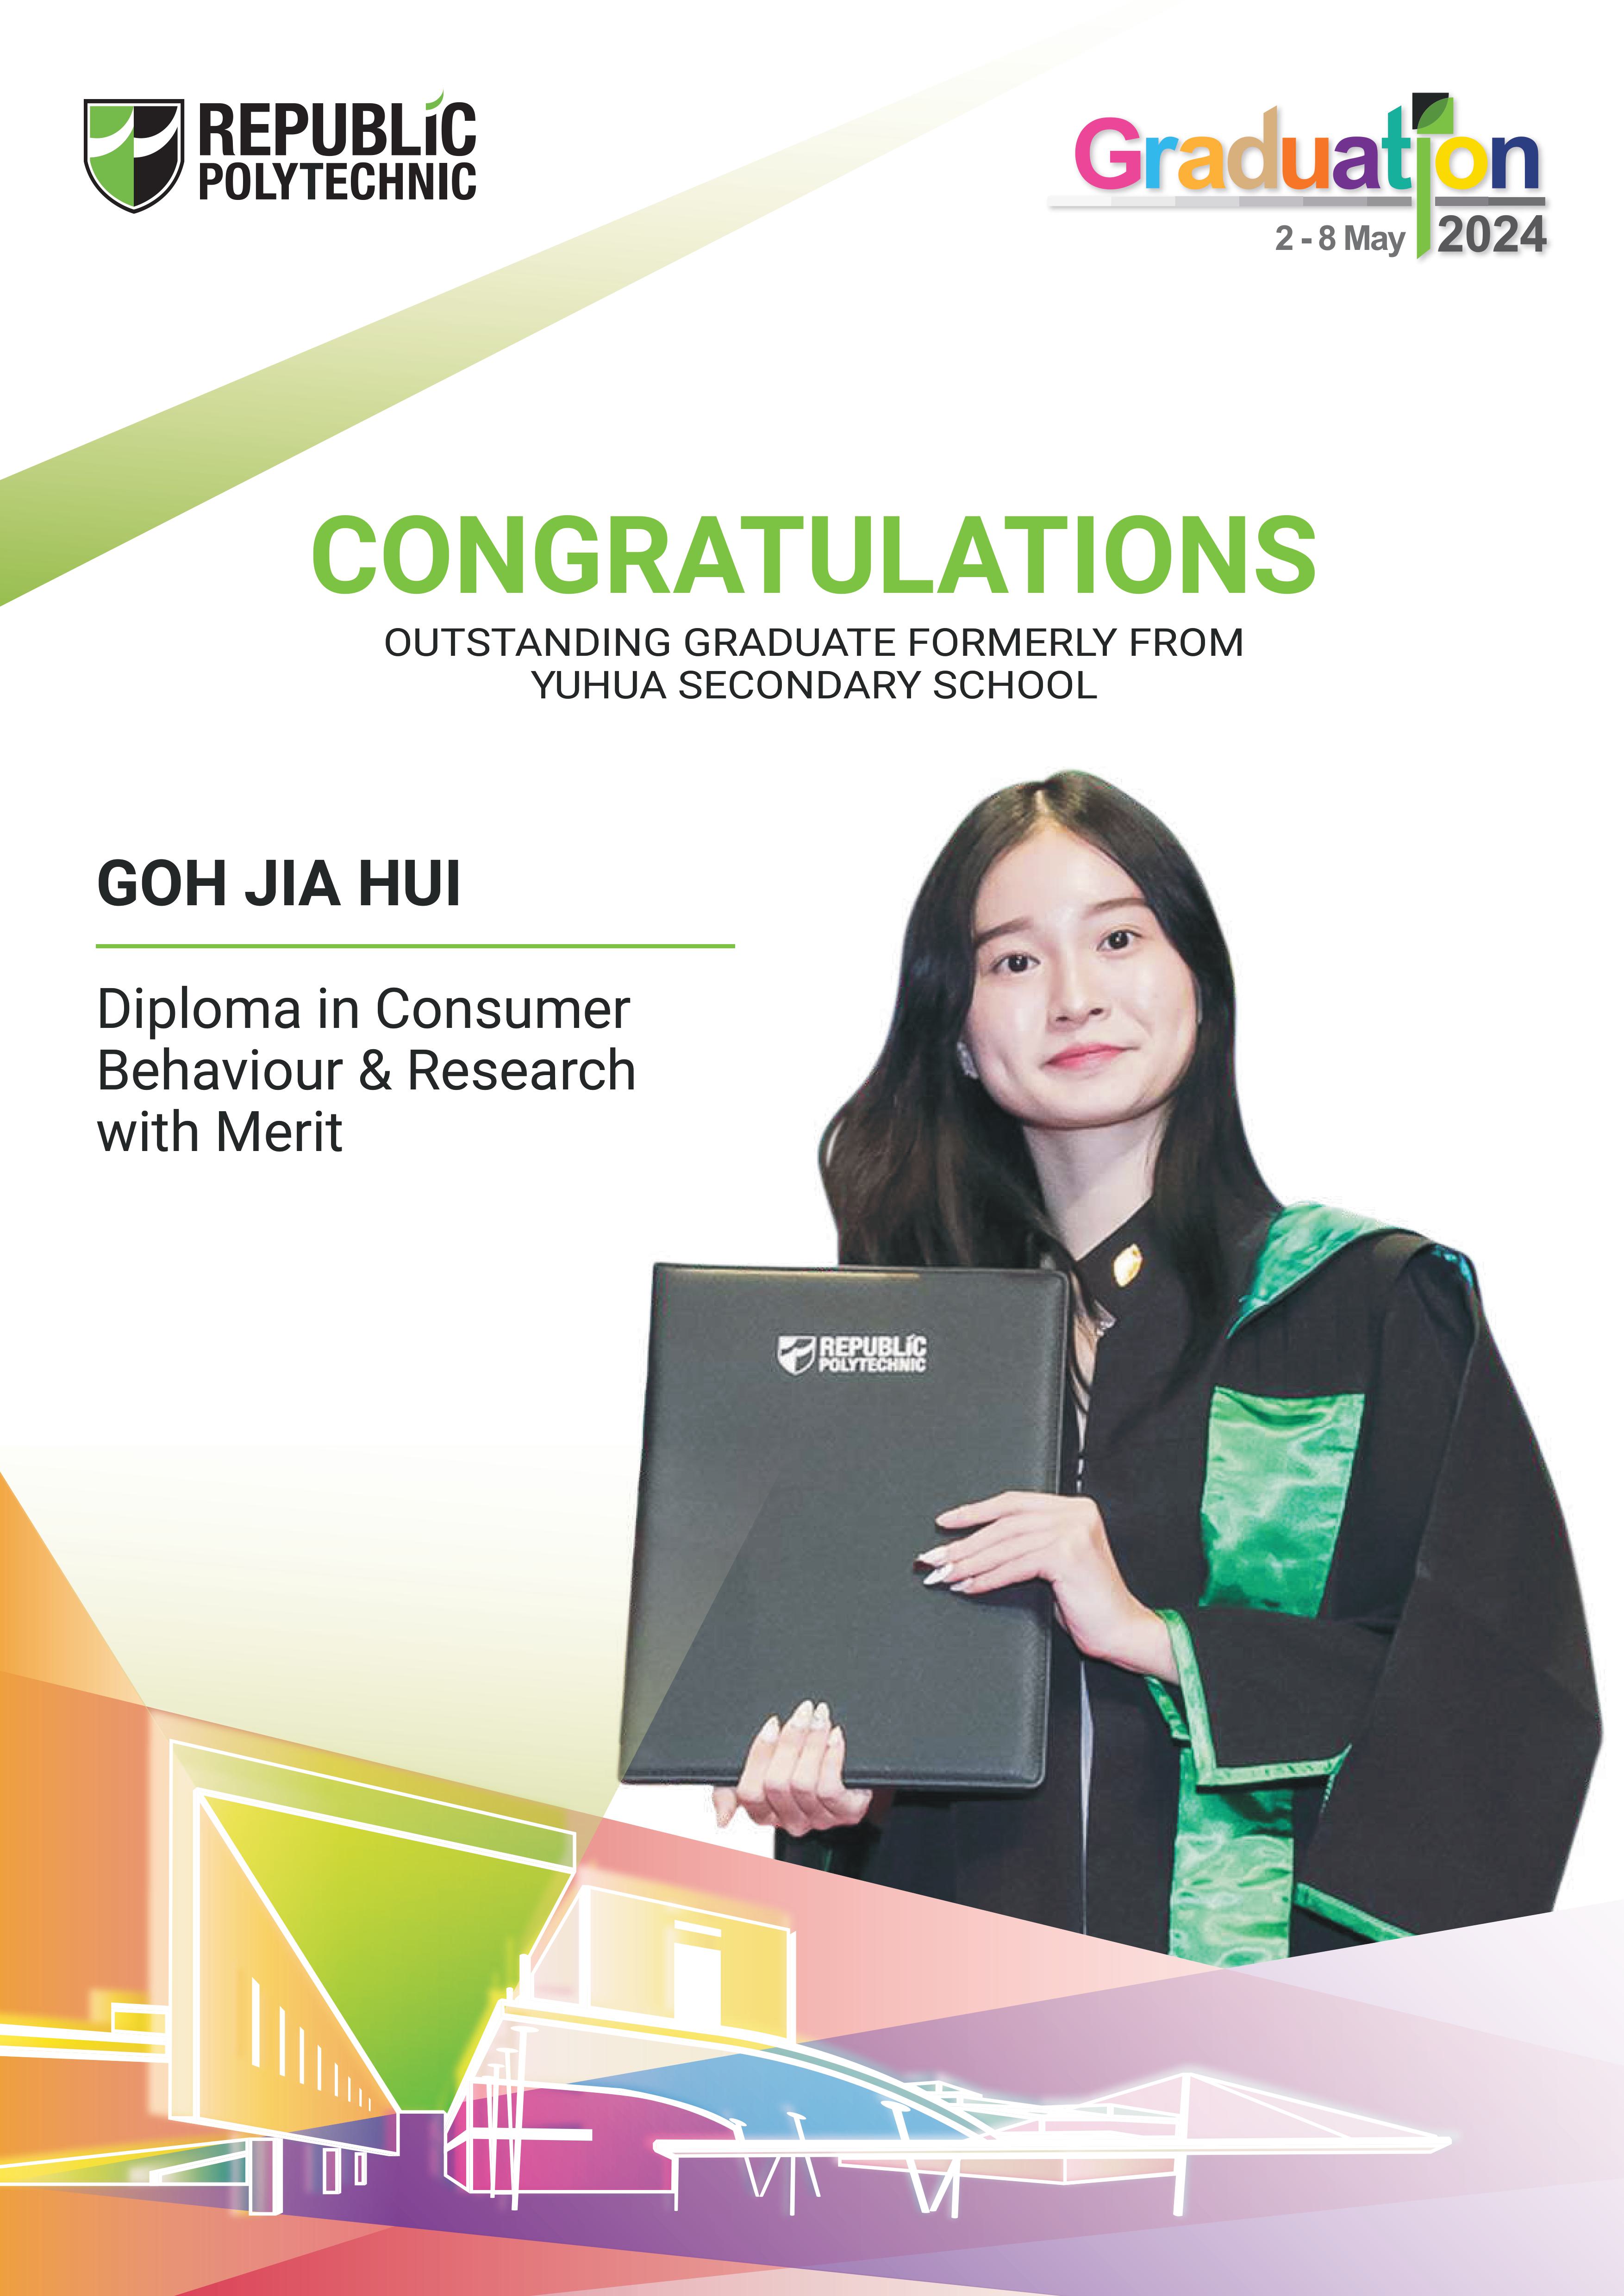 REPUBLIC
POLYTECHNIC
Graduation
2 - 8 May 2024
CONGRATULATIONS
OUTSTANDING GRADUATE FORMERLY FROM
YUHUA SECONDARY SCHOOL
GOH JIA HUI
Diploma in Consumer
Behaviour & Research
with Merit
REPUBLIC
POLYTECHNIC